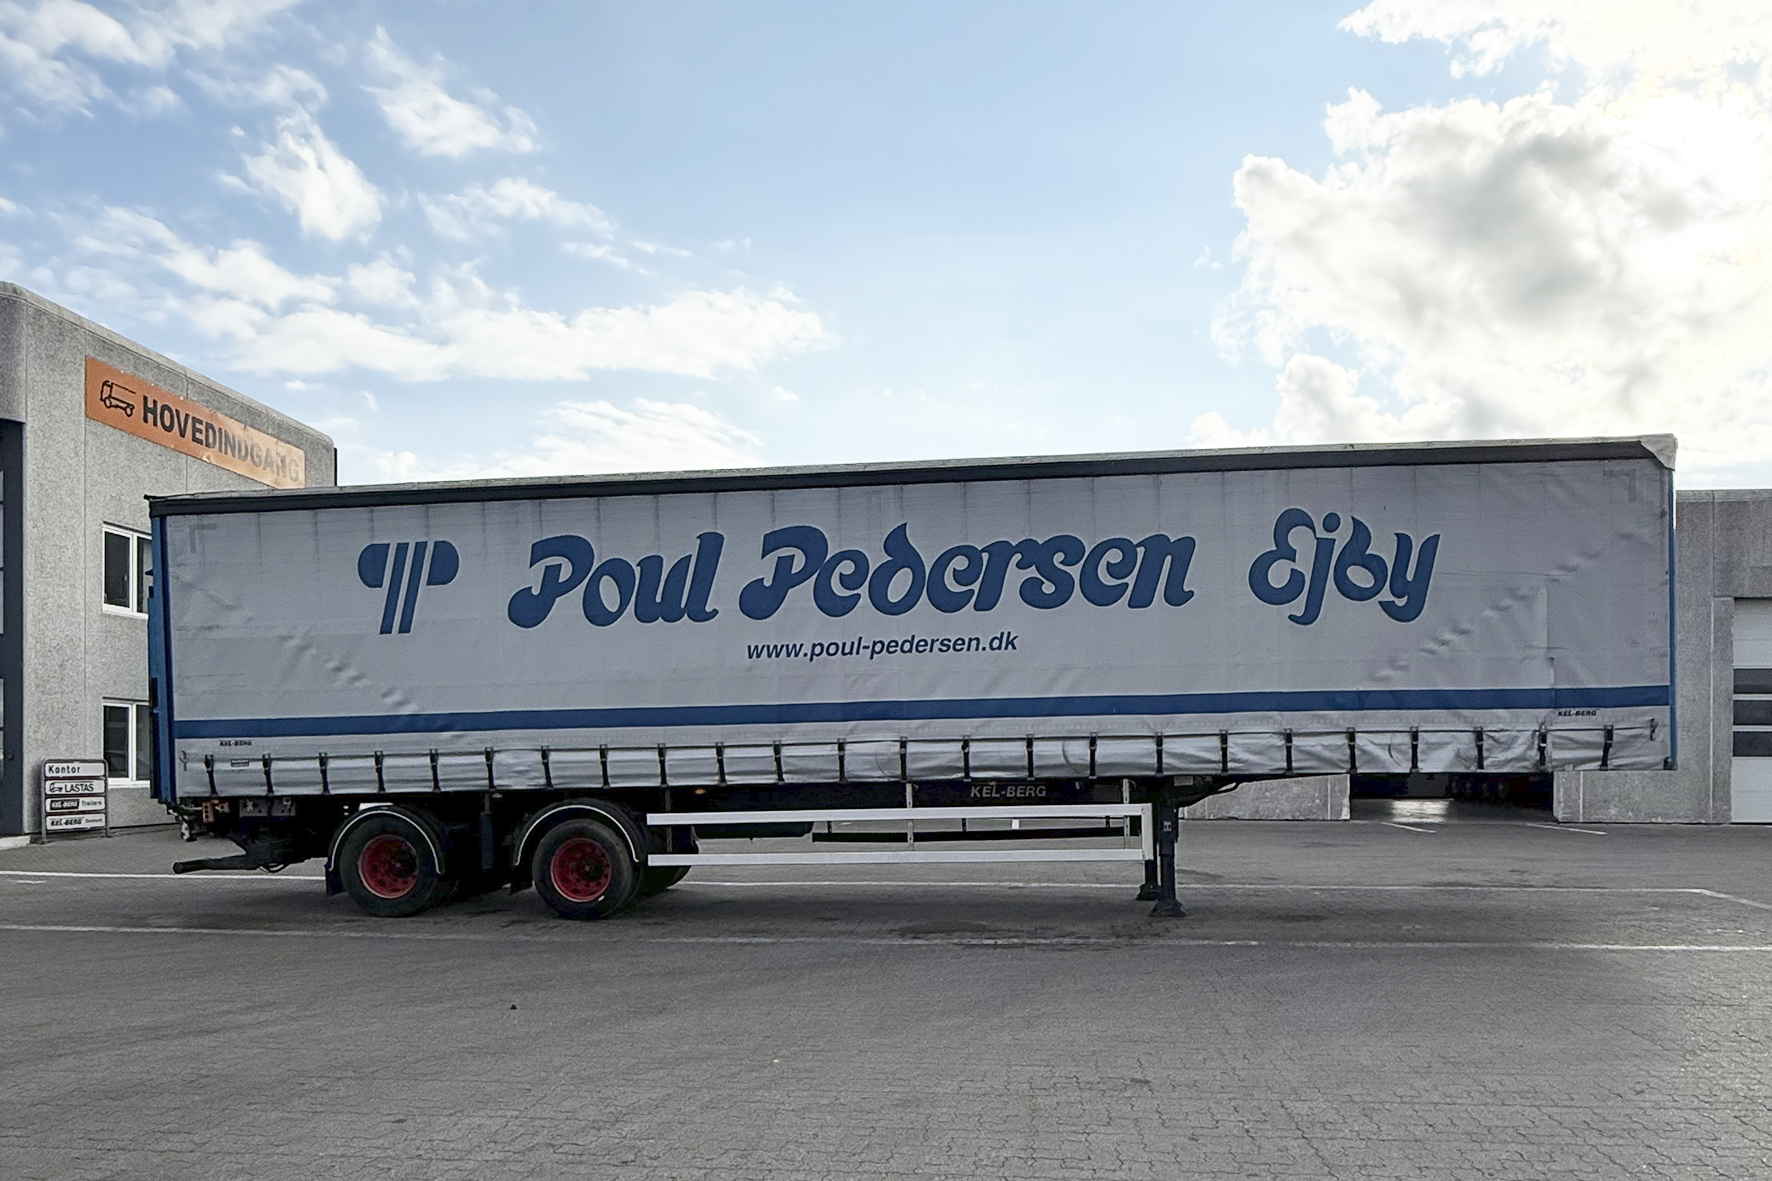 HOVEDINDGANG
Poul Pedersen Ejby
www.poul-pedersen.dk
KEL-BERG
KEL-BERG
KEL-BERG
Kontor
LASTAS
KEL-BERG Trailers
KEL-BERG